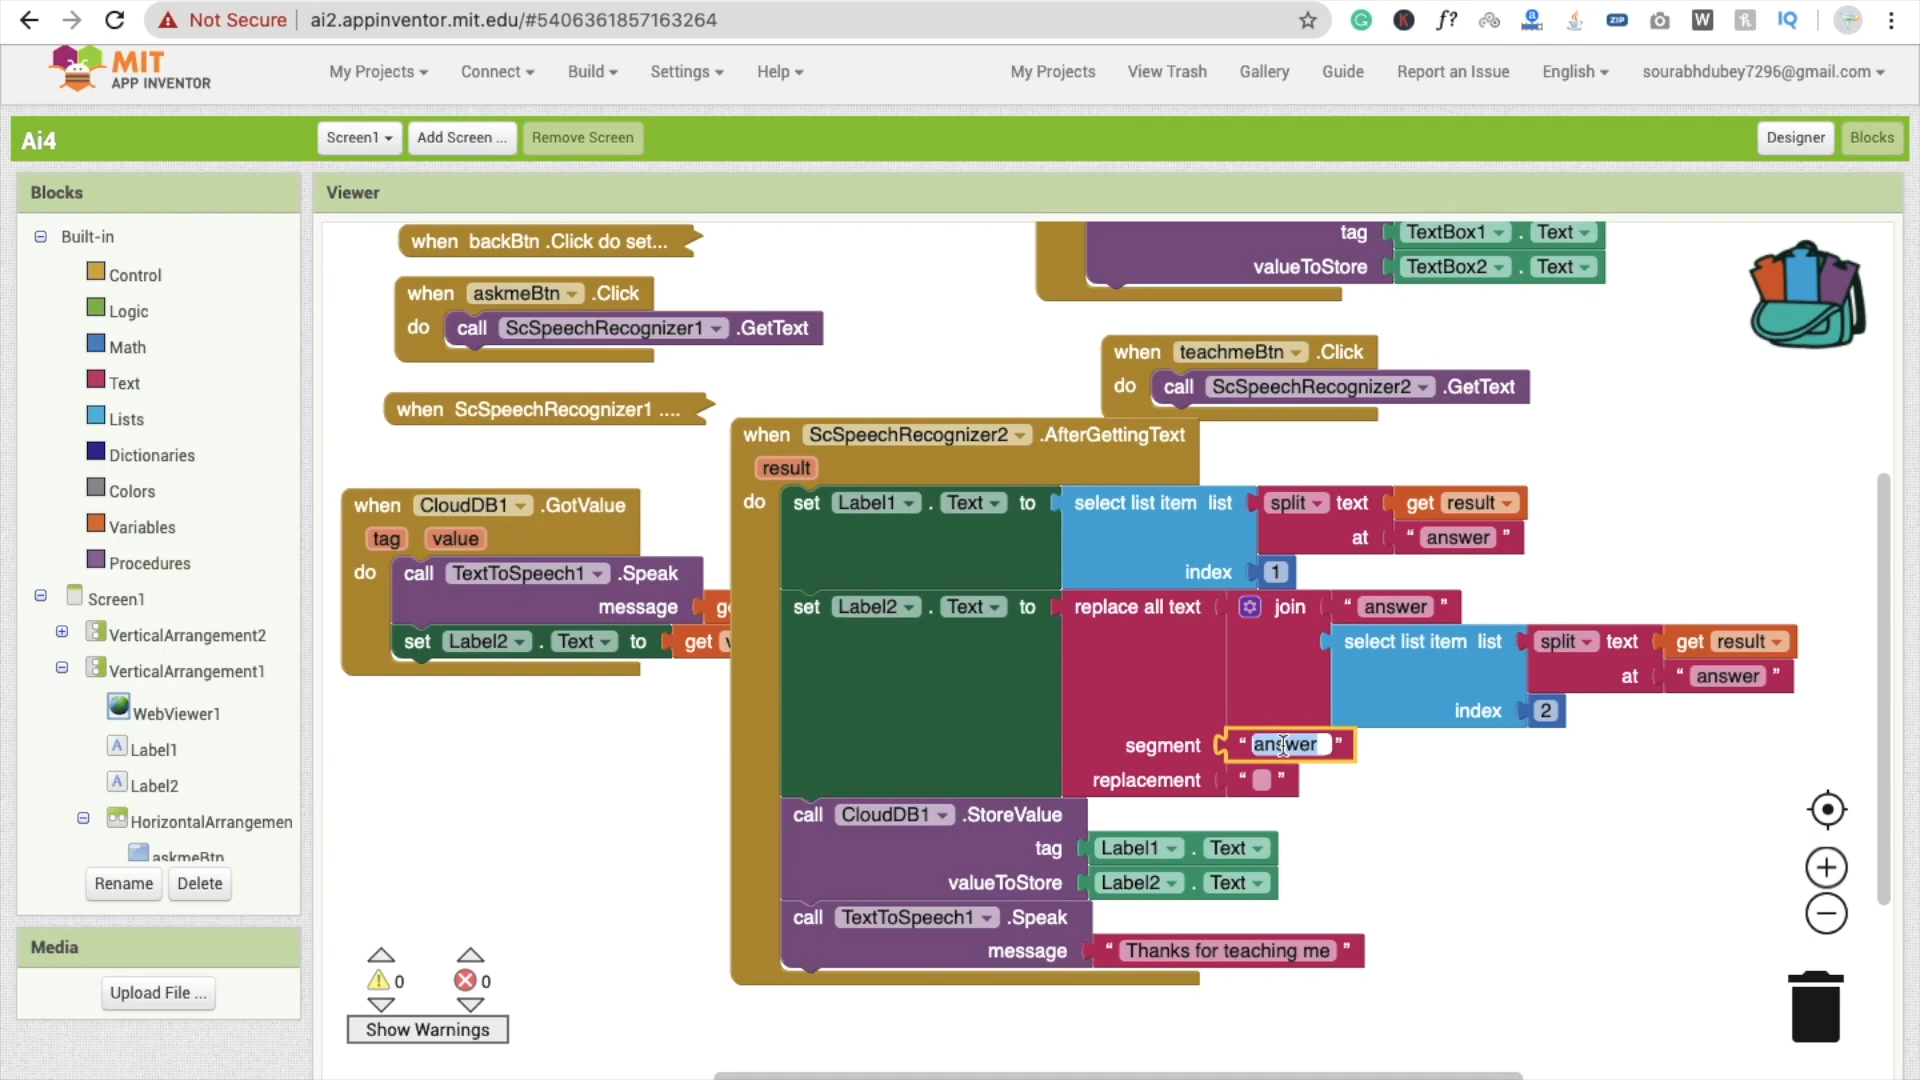 Not Secure
ai2.appinventor.mit.edu/#5406361857163264
MIT
APP INVENTOR
My Projects
Connect
Build
Settings
Help
My Projects
View Trash
Gallery
Guide
Report an Issue
English
sourabhdubey7296@gmail.com
Ai4
Screen1
Add Screen ...
Remove Screen
Designer
Blocks
Blocks
Built-in
Control
Logic
Math
Text
Lists
Dictionaries
Colors
Variables
Procedures
Screen1
VerticalArrangement2
VerticalArrangement1
WebViewer1
Label1
Label2
HorizontalArrangemen
askmeBtn
Rename
Delete
Media
Upload File ...
Viewer
when backBtn .Click do set...
when askmeBtn .Click
do call ScSpeechRecognizer1 .GetText
when ScSpeechRecognizer1 ....
when CloudDB1 .GotValue
tag value
do call TextToSpeech1 .Speak
message
set Label2 . Text to get
tag TextBox1 . Text
valueToStore TextBox2 . Text
when teachmeBtn .Click
do call ScSpeechRecognizer2 .GetText
when ScSpeechRecognizer2 .AfterGettingText
result
do set Label1 . Text to select list item list split text get result
at " answer "
index 1
set Label2 . Text to replace all text join " answer "
select list item list split text get result
at " answer "
index 2
segment " answer "
replacement " "
call CloudDB1 .StoreValue
tag Label1 . Text
valueToStore Label2 . Text
call TextToSpeech1 .Speak
message " Thanks for teaching me "
0 0
Show Warnings